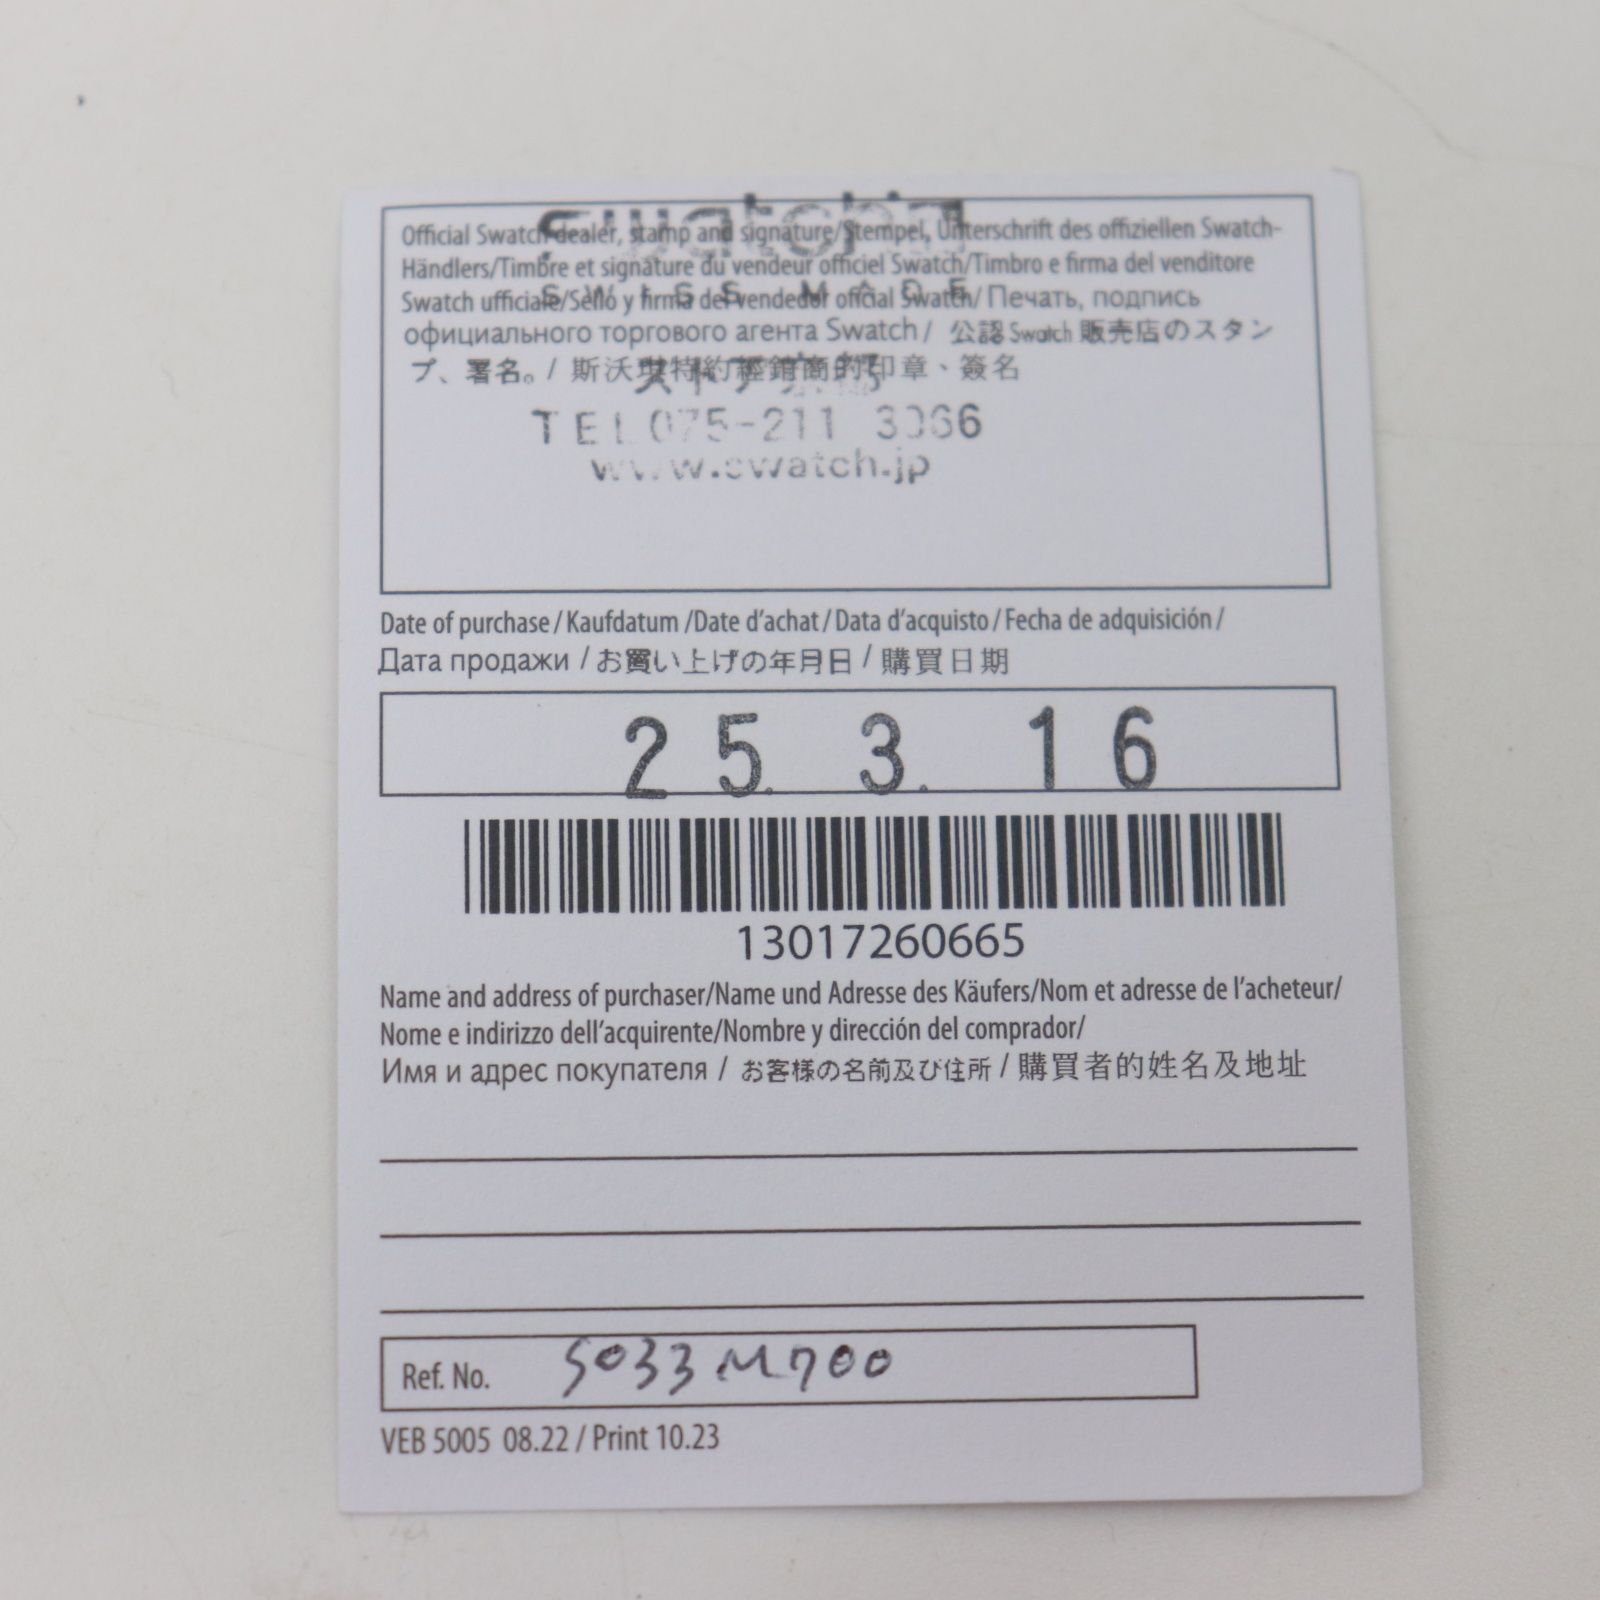 swatch
Official Swatch dealer, stamp and signature/Stempel, Unterschrift des offiziellen Swatch-
Händlers/Timbre et signature du vendeur officiel Swatch/Timbro e firma del venditore
SWISS MADE
Swatch ufficiale/Sello y firma del vendedor oficial Swatch/ Печать, подпись
официального торгового агента Swatch / 公認 Swatch 販売店のスタン
プ、署名。/ 斯沃琪特約經銷商的印章、簽名
TEL 075-211 3066
www.swatch.jp
Date of purchase / Kaufdatum / Date d'achat / Data d'acquisto / Fecha de adquisición /
Дата продажи / お買い上げの年月日 / 購買日期
25. 3. 16
13017260665
Name and address of purchaser/Name und Adresse des Käufers/Nom et adresse de l'acheteur/
Nome e indirizzo dell'acquirente/Nombre y dirección del comprador/
Имя и адрес покупателя / お客様の名前及び住所 / 購買者的姓名及地址
Ref. No. S033M700
VEB 5005 08.22 / Print 10.23